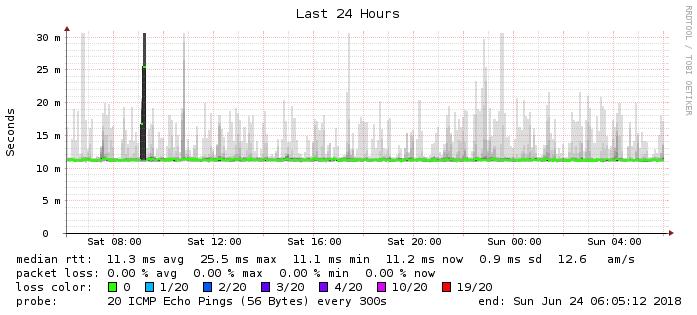 Last 24 Hours
RRDTOOL / TOBI OETIKER
Seconds
30 m
25 m
20 m
15 m
10 m
5 m
0
Sat 08:00 Sat 12:00 Sat 16:00 Sat 20:00 Sun 00:00 Sun 04:00
median rtt: 11.3 ms avg 25.5 ms max 11.1 ms min 11.2 ms now 0.9 ms sd 12.6 am/s
packet loss: 0.00 % avg 0.00 % max 0.00 % min 0.00 % now
loss color: 0 1/20 2/20 3/20 4/20 10/20 19/20
probe: 20 ICMP Echo Pings (56 Bytes) every 300s end: Sun Jun 24 06:05:12 2018